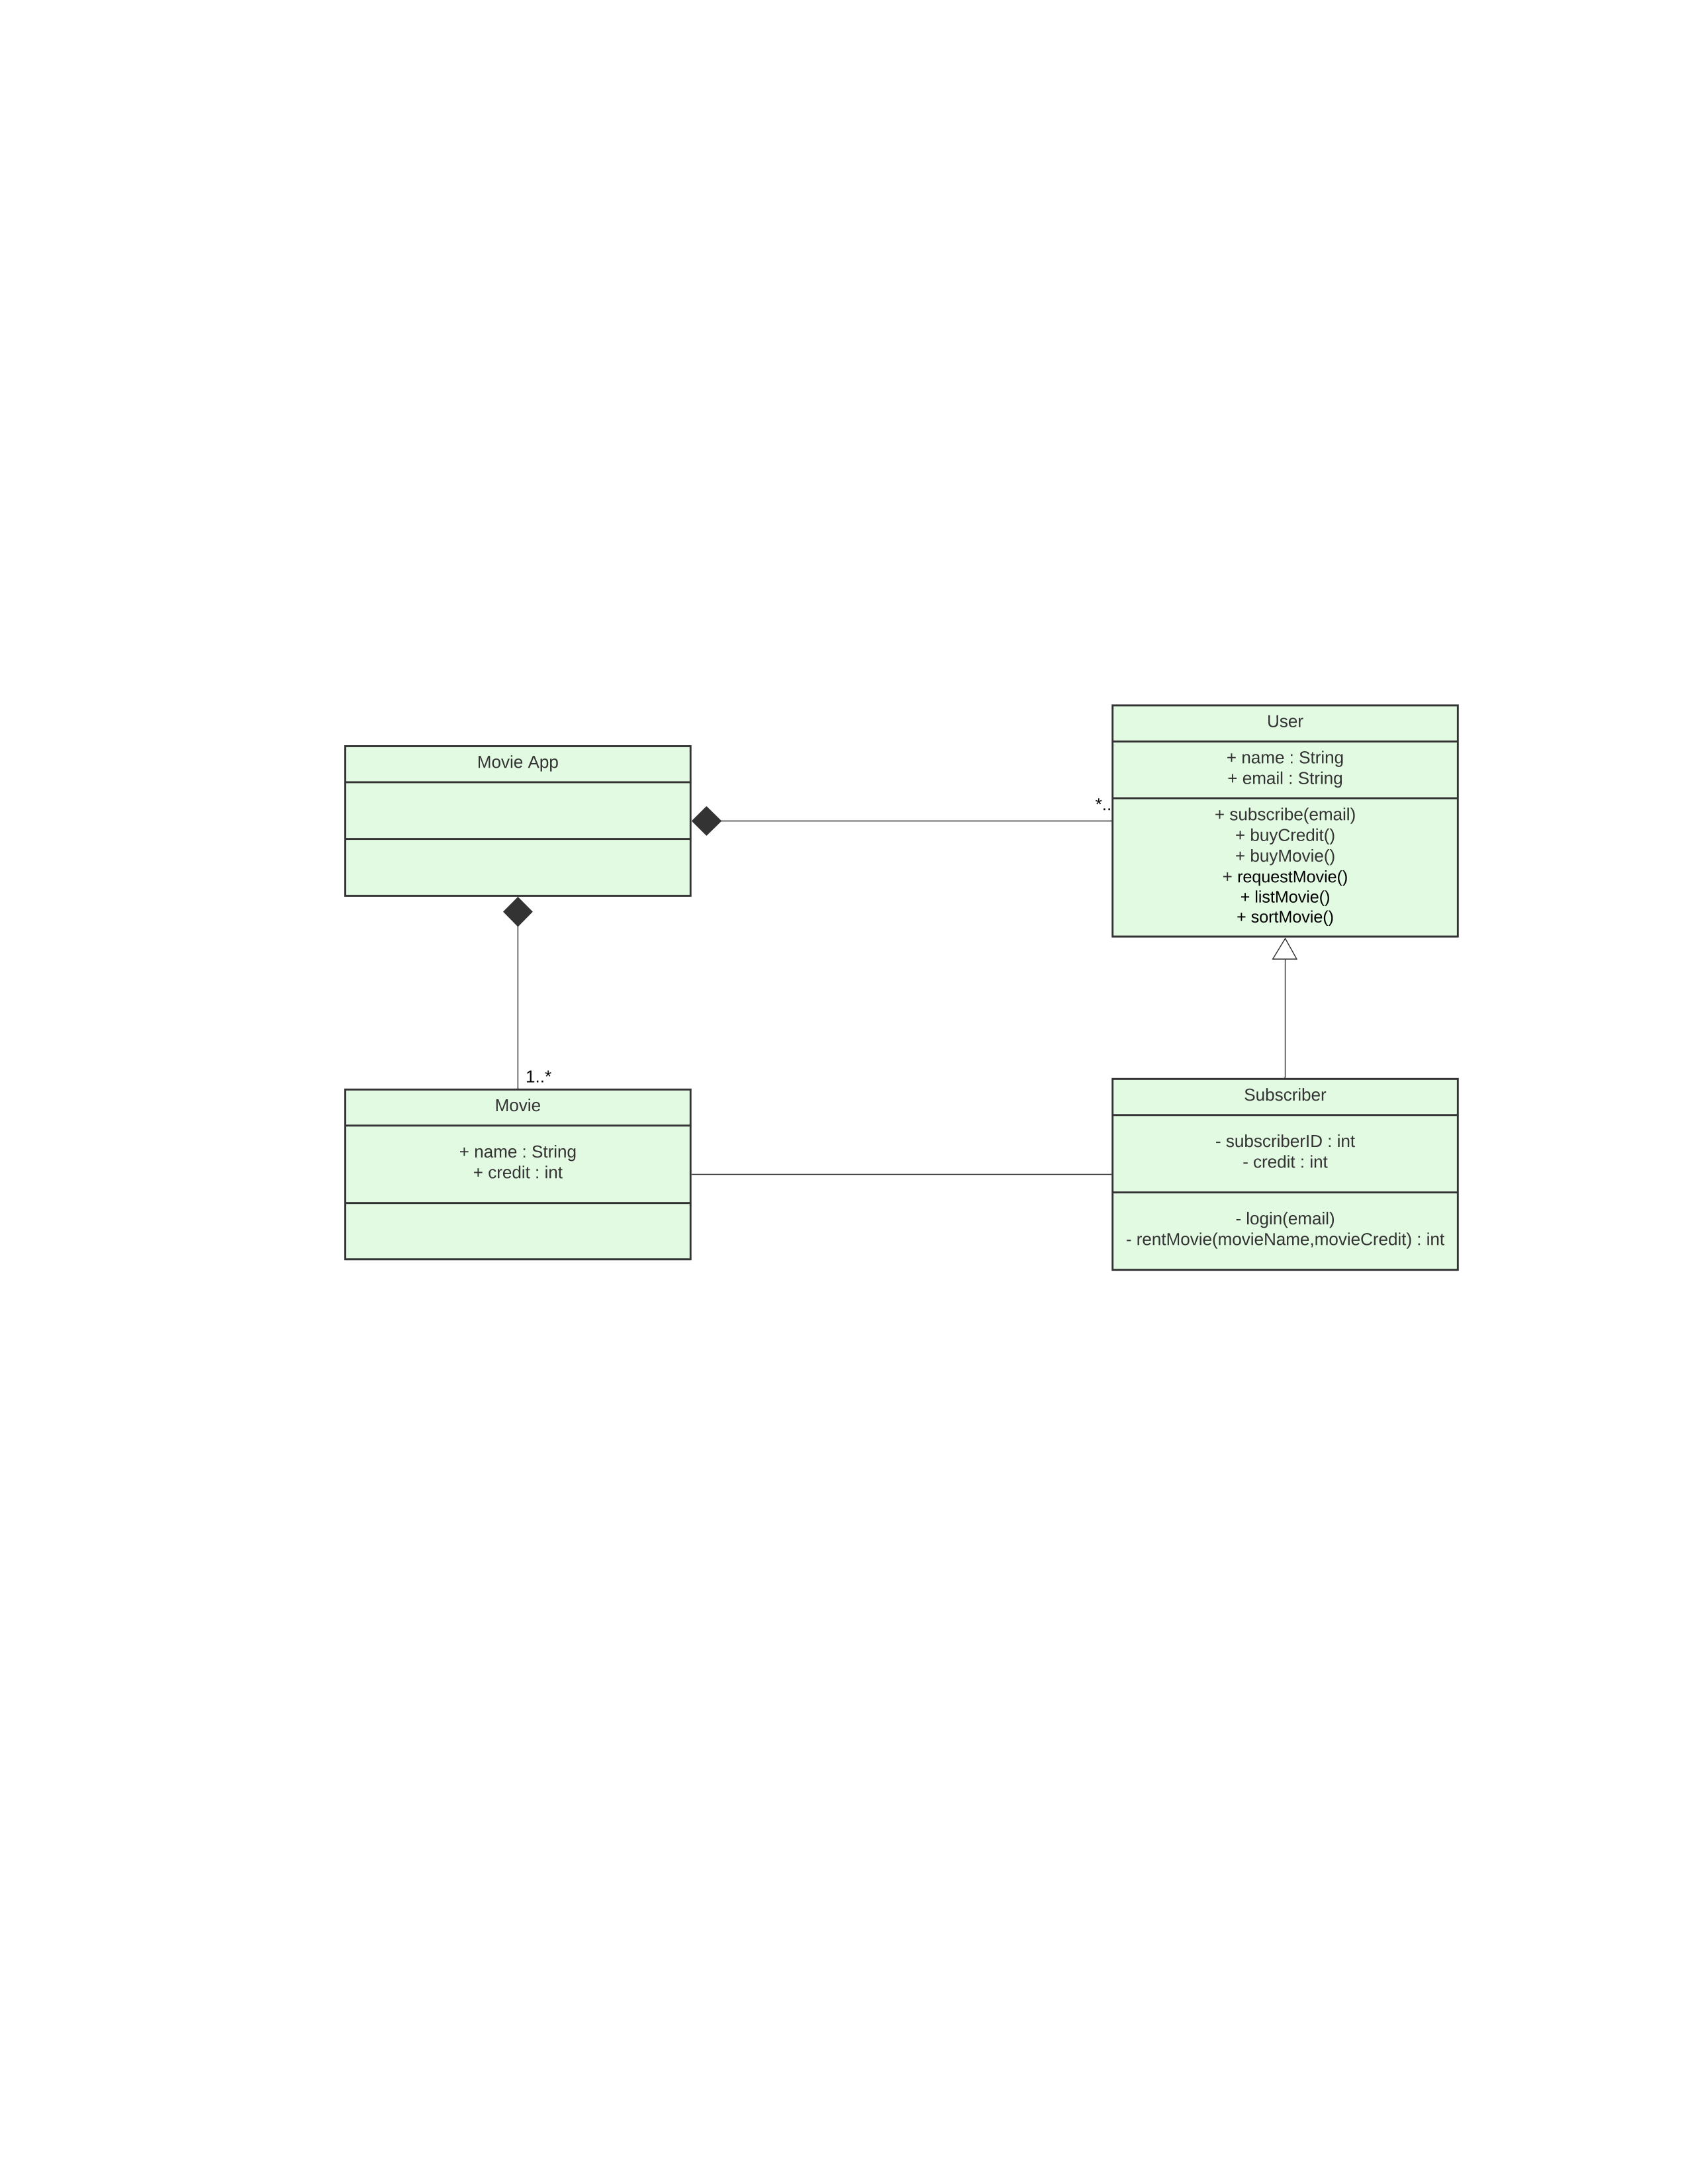 Movie App
User
+ name : String
+ email : String
+ subscribe(email)
+ buyCredit()
+ buyMovie()
+ requestMovie()
+ listMovie()
+ sortMovie()
*..
1..*
Movie
+ name : String
+ credit : int
Subscriber
- subscriberID : int
- credit : int
- login(email)
- rentMovie(movieName,movieCredit) : int